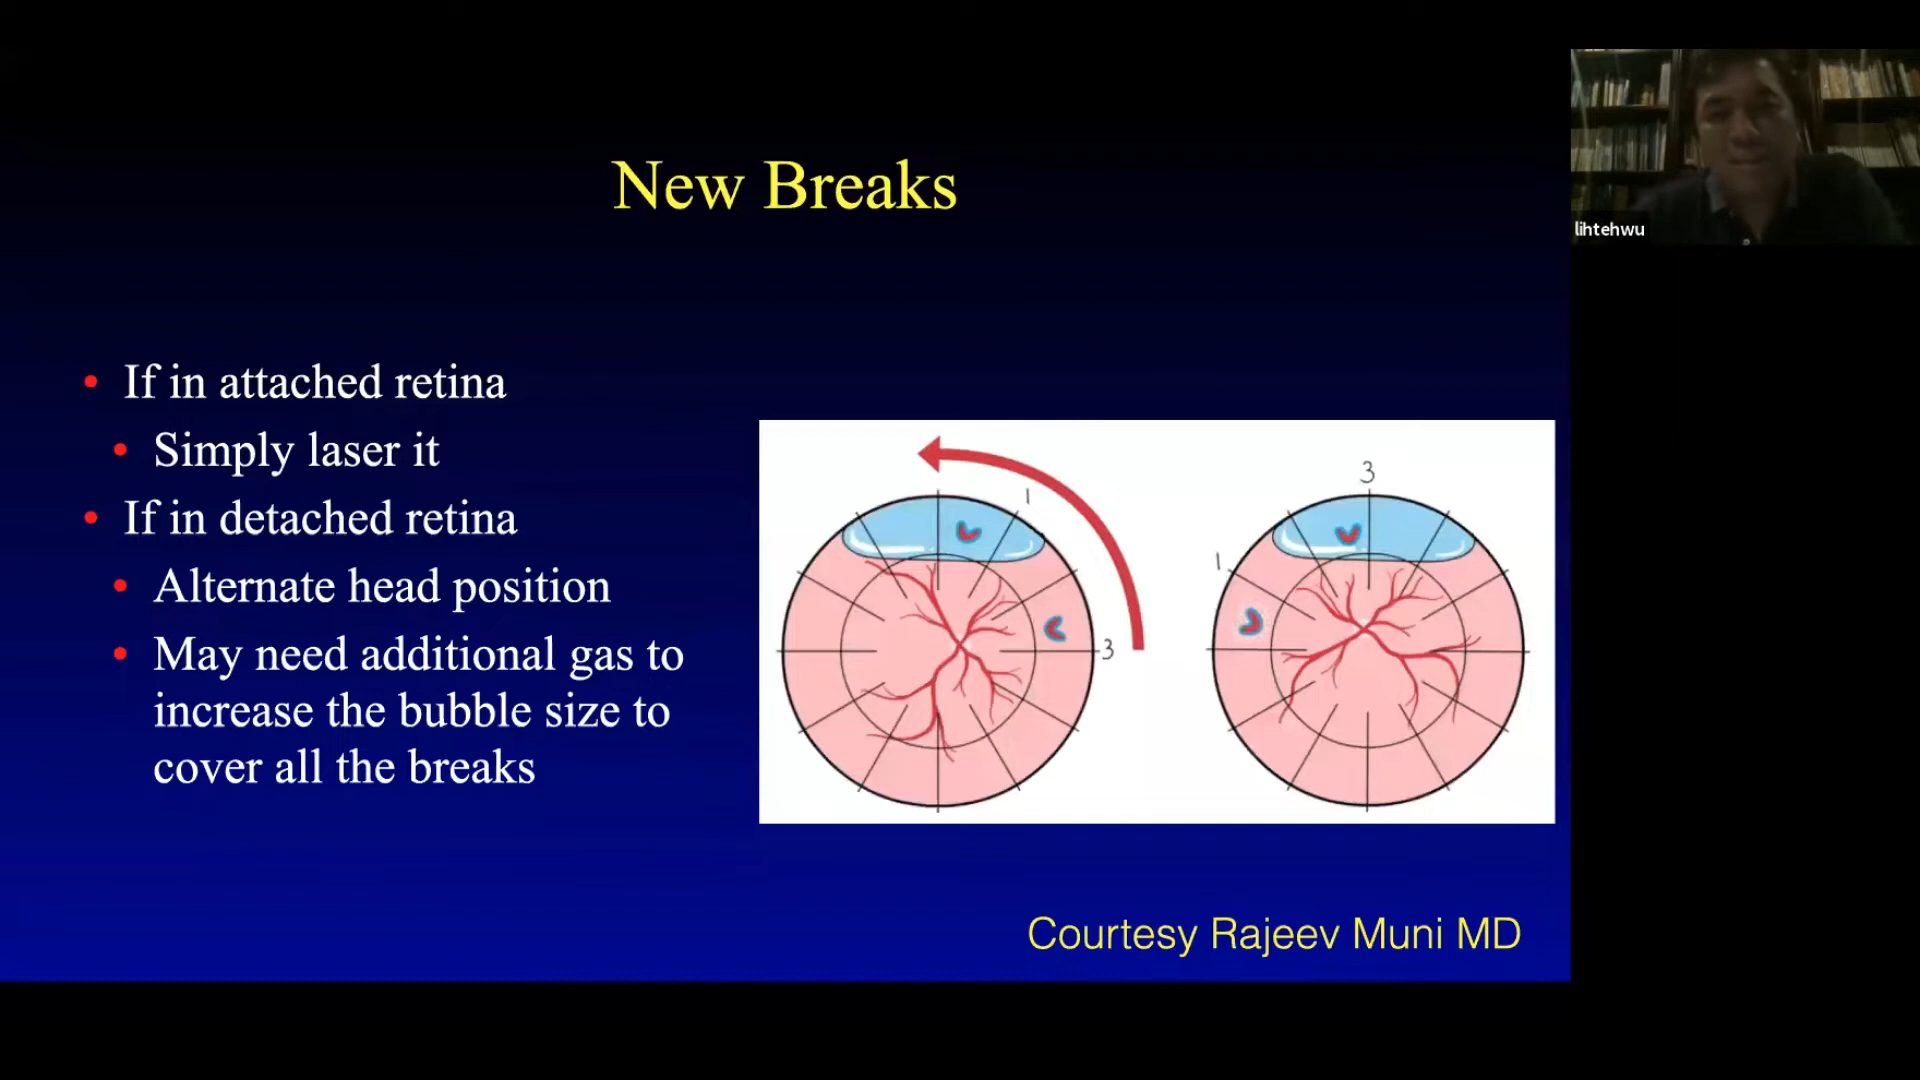 New Breaks
lihtehwu
• If in attached retina
• Simply laser it
• If in detached retina
• Alternate head position
• May need additional gas to
increase the bubble size to
cover all the breaks
1
3
3
1
Courtesy Rajeev Muni MD